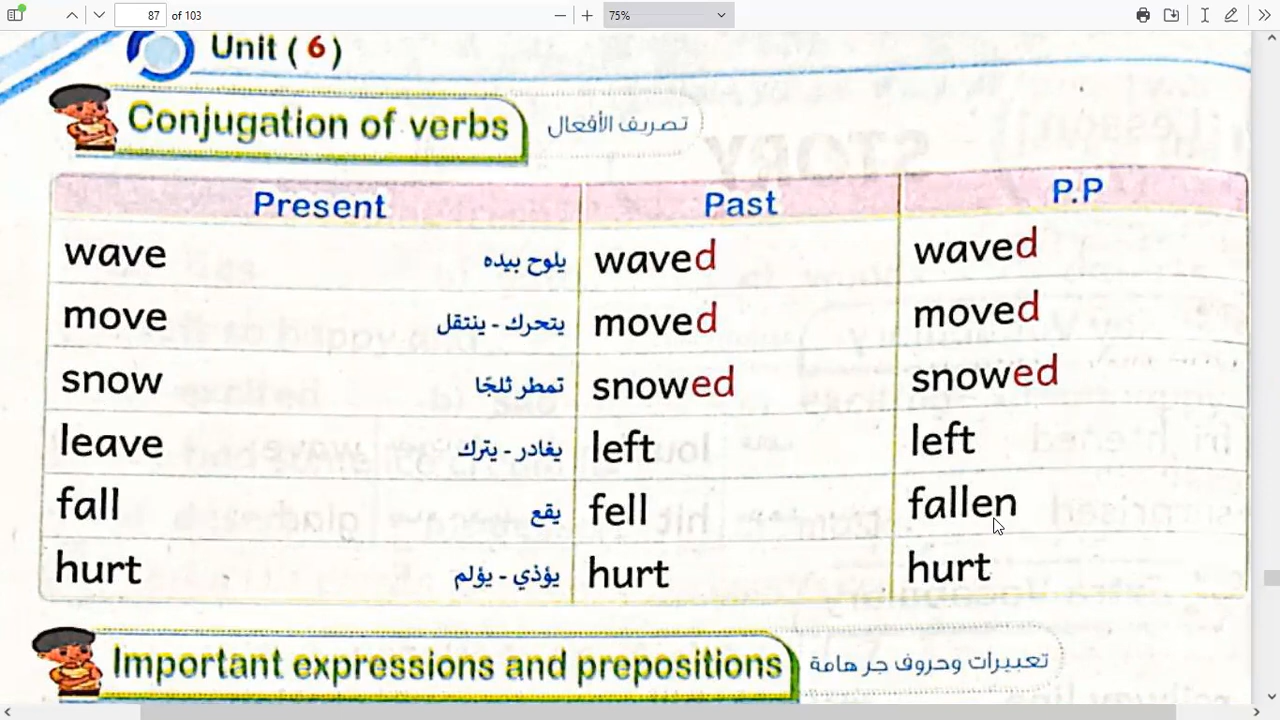 87 of 103
75%
Unit ( 6 )
Conjugation of verbs تصريف الأفعال
Present Past P.P
wave يلوح بيده waved waved
move يتحرك - ينتقل moved moved
snow تمطر ثلجًا snowed snowed
leave يغادر - يترك left left
fall يقع fell fallen
hurt يؤذي - يؤلم hurt hurt
Important expressions and prepositions تعبيرات وحروف جر هامة